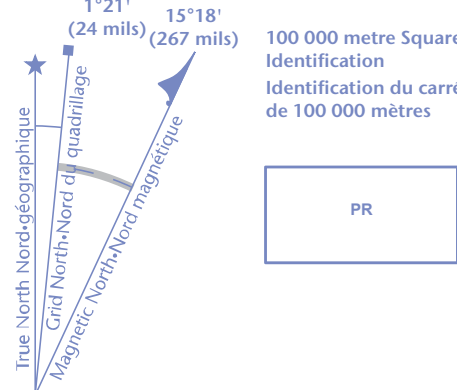 1°21'
(24 mils)
15°18'
(267 mils)
100 000 metre Square
Identification
Identification du carré
de 100 000 mètres
PR
True North Nord•géographique
Grid North•Nord du quadrillage
Magnetic North•Nord magnétique